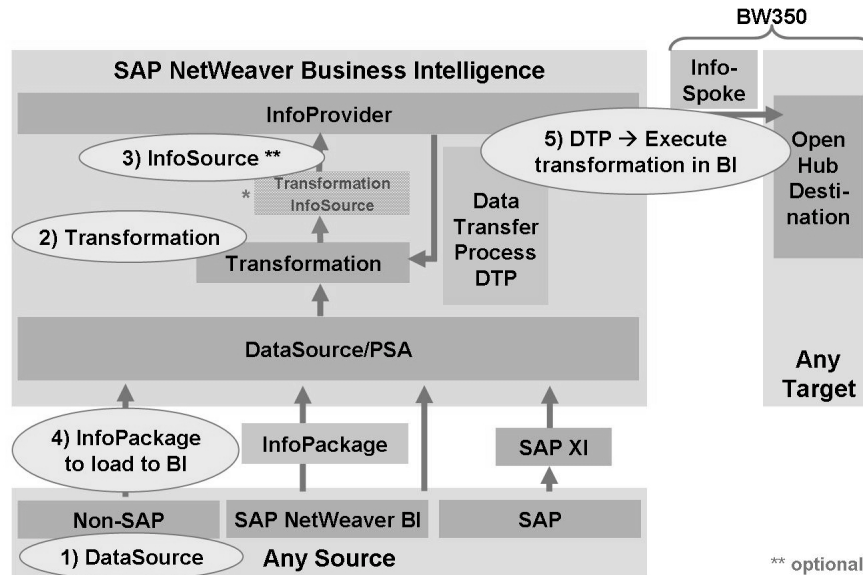 BW350
SAP NetWeaver Business Intelligence
Info-
Spoke
InfoProvider
3) InfoSource **
5) DTP → Execute
transformation in BI
Open
Hub
Desti-
nation
*
Transformation
InfoSource
Data
Transfer
Process
DTP
2) Transformation
Transformation
DataSource/PSA
Any
Target
4) InfoPackage
to load to BI
InfoPackage
SAP XI
Non-SAP
SAP NetWeaver BI
SAP
1) DataSource
Any Source
** optional